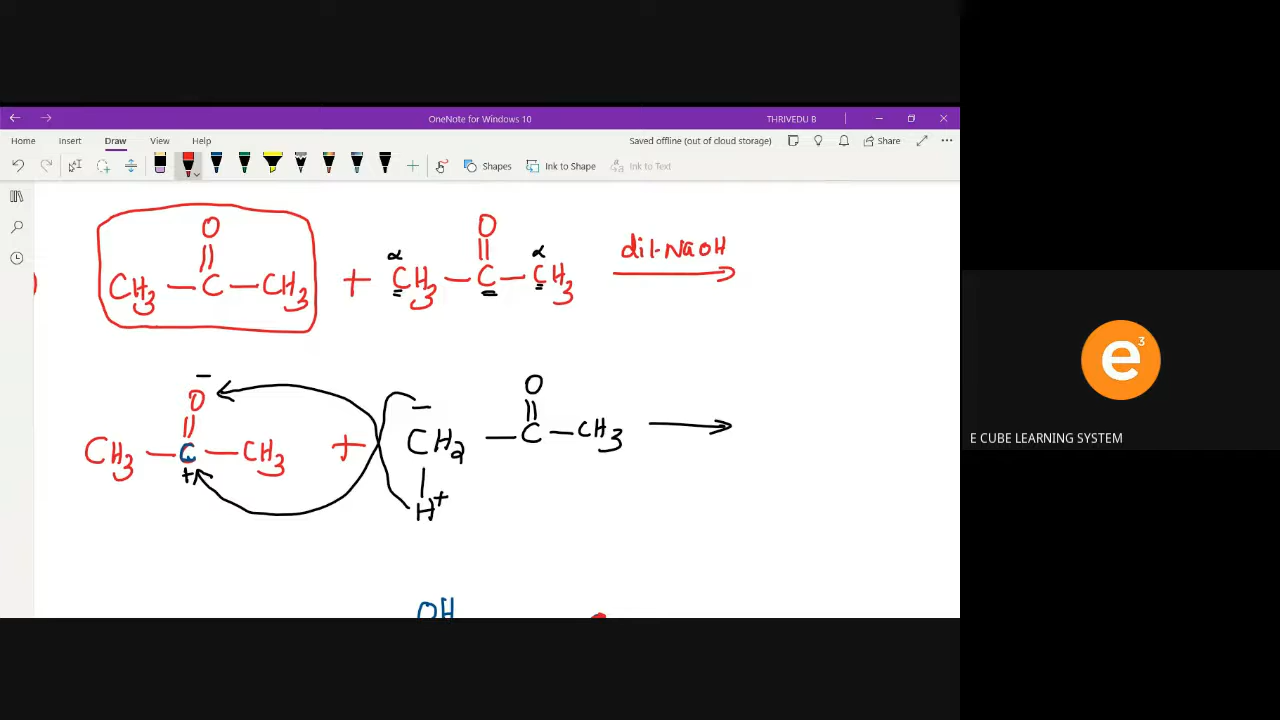 OneNote for Windows 10
THRIVEDU B
Home Insert Draw View Help
Saved offline (out of cloud storage)
Share
Shapes
Ink to Shape
Ink to Text
O
α α O
CH3 — C — CH3 + CH3 — C — CH3 dil-NaOH
− O
O
CH3 — C — CH3 + − CH2 — C — CH3
+
H+
OH
e3
E CUBE LEARNING SYSTEM